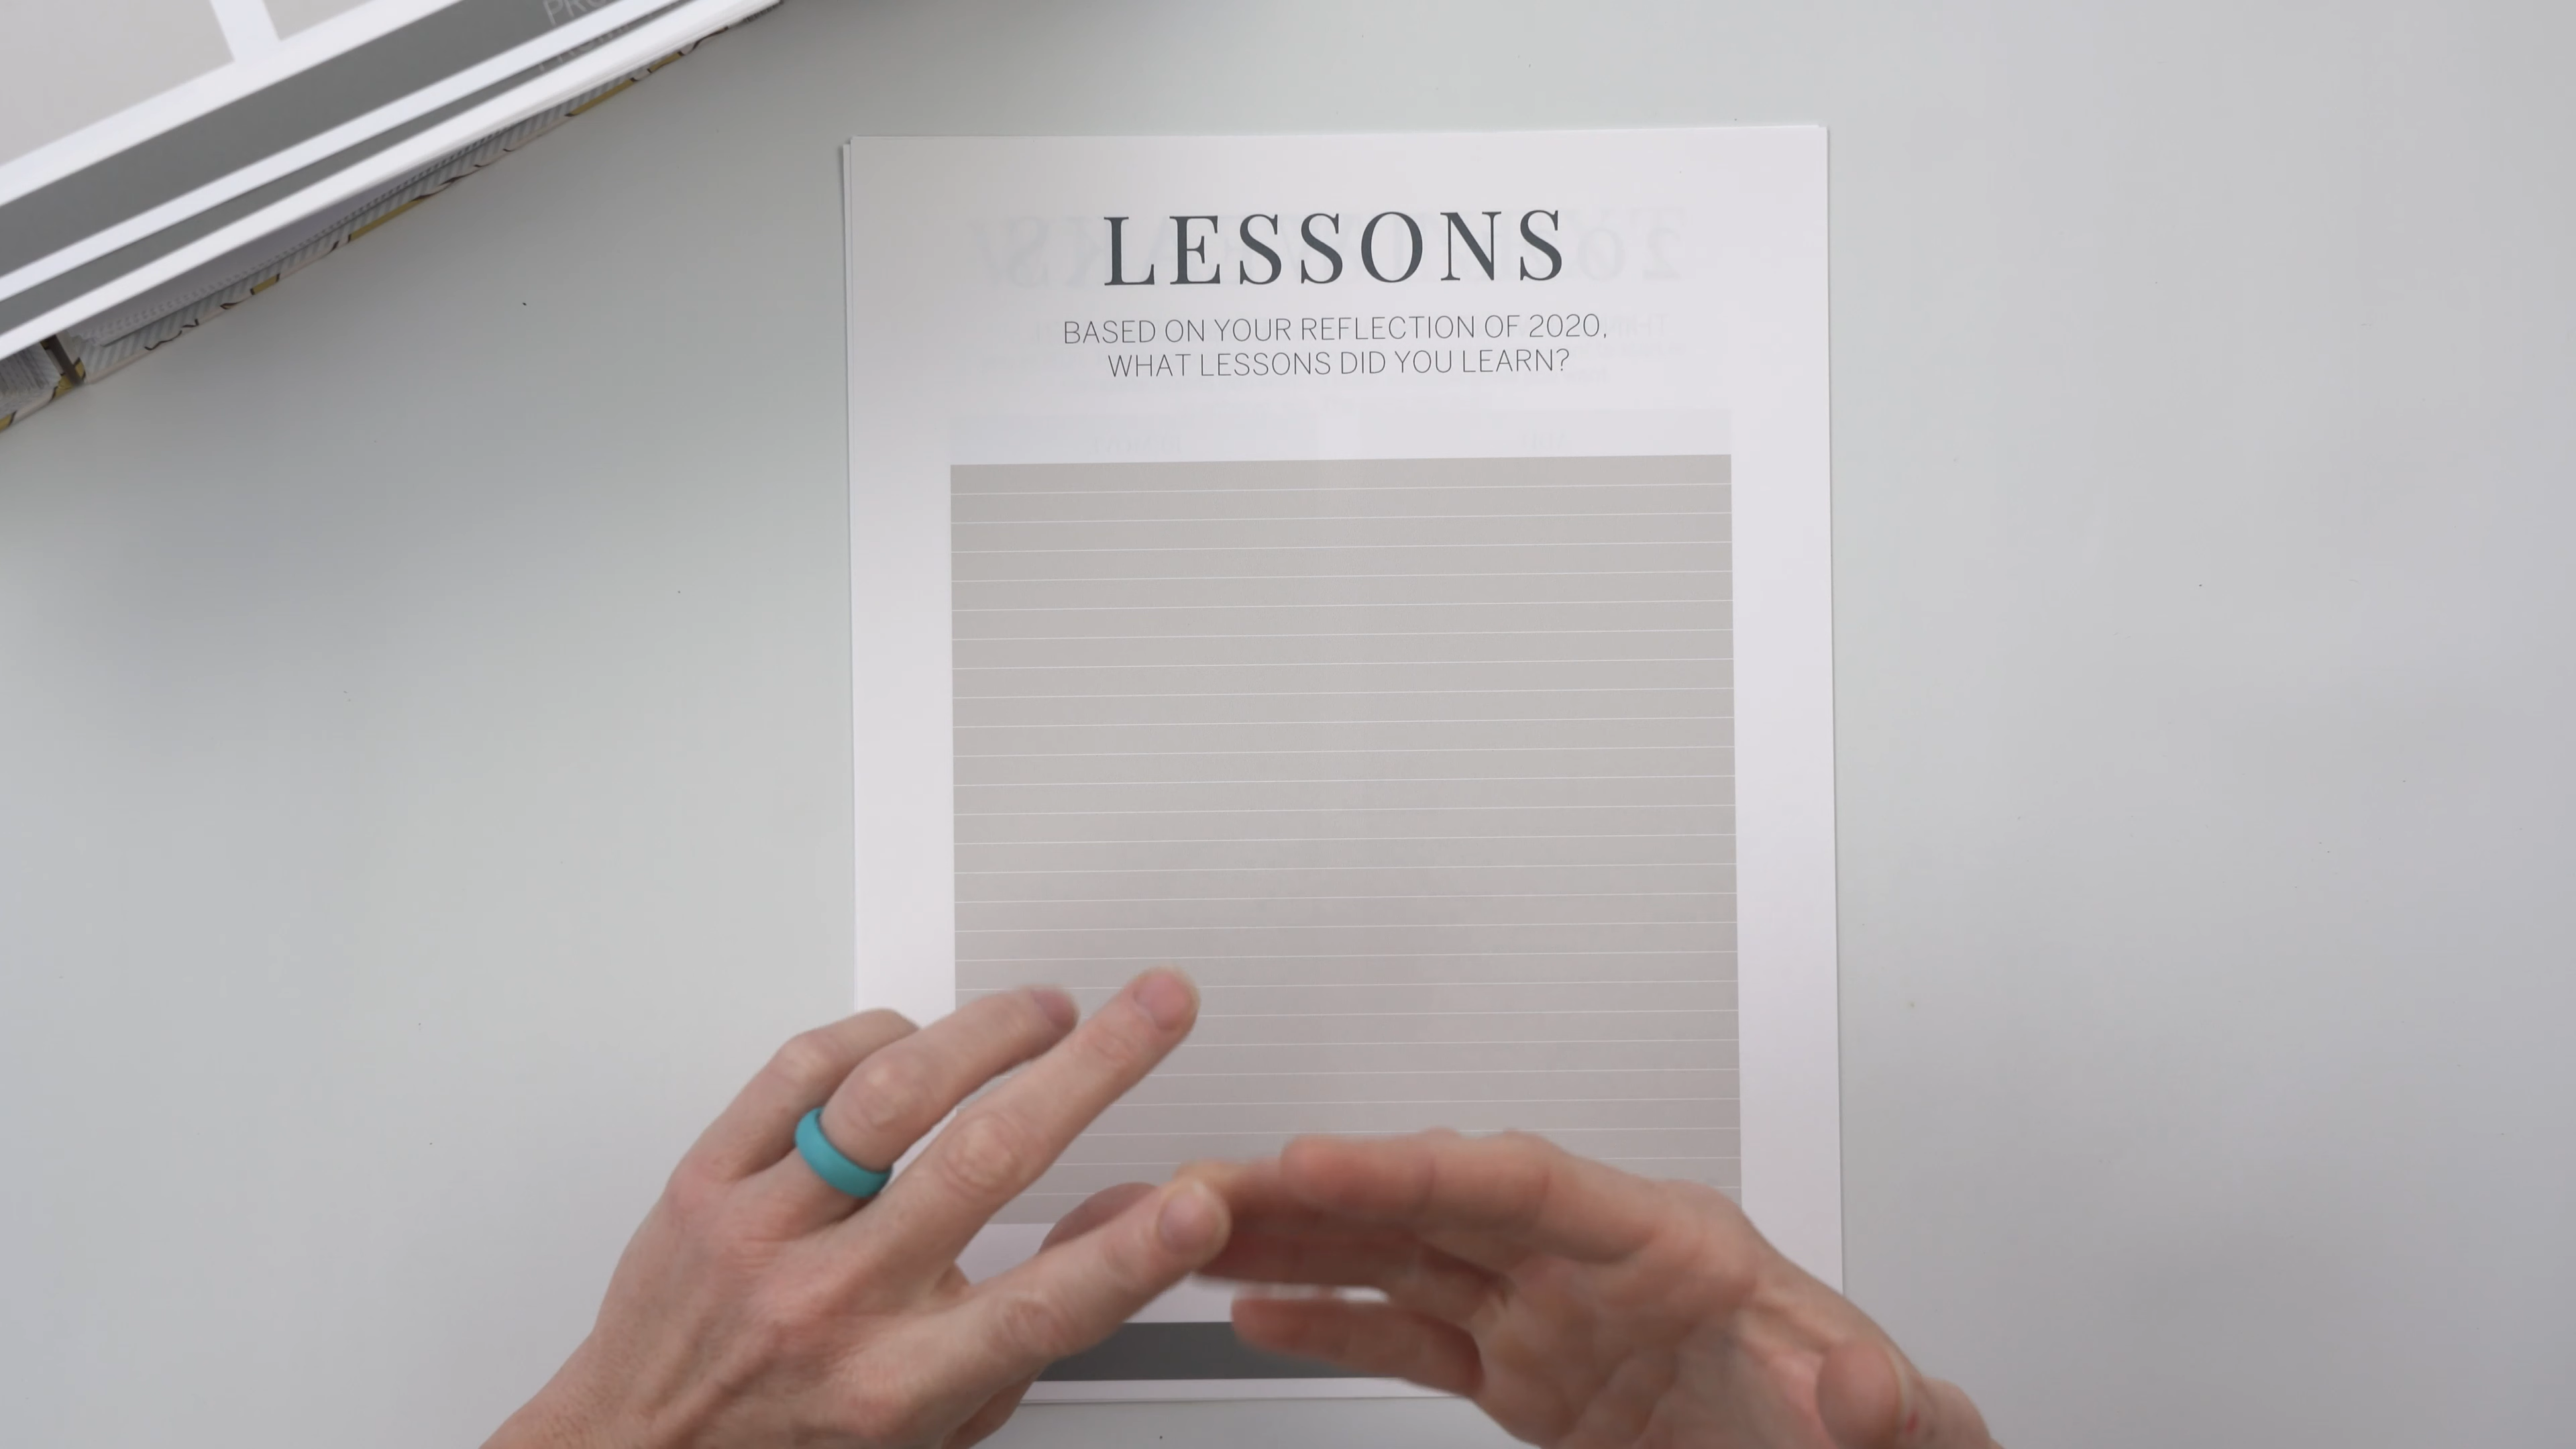 LESSONS
BASED ON YOUR REFLECTION OF 2020,
WHAT LESSONS DID YOU LEARN?